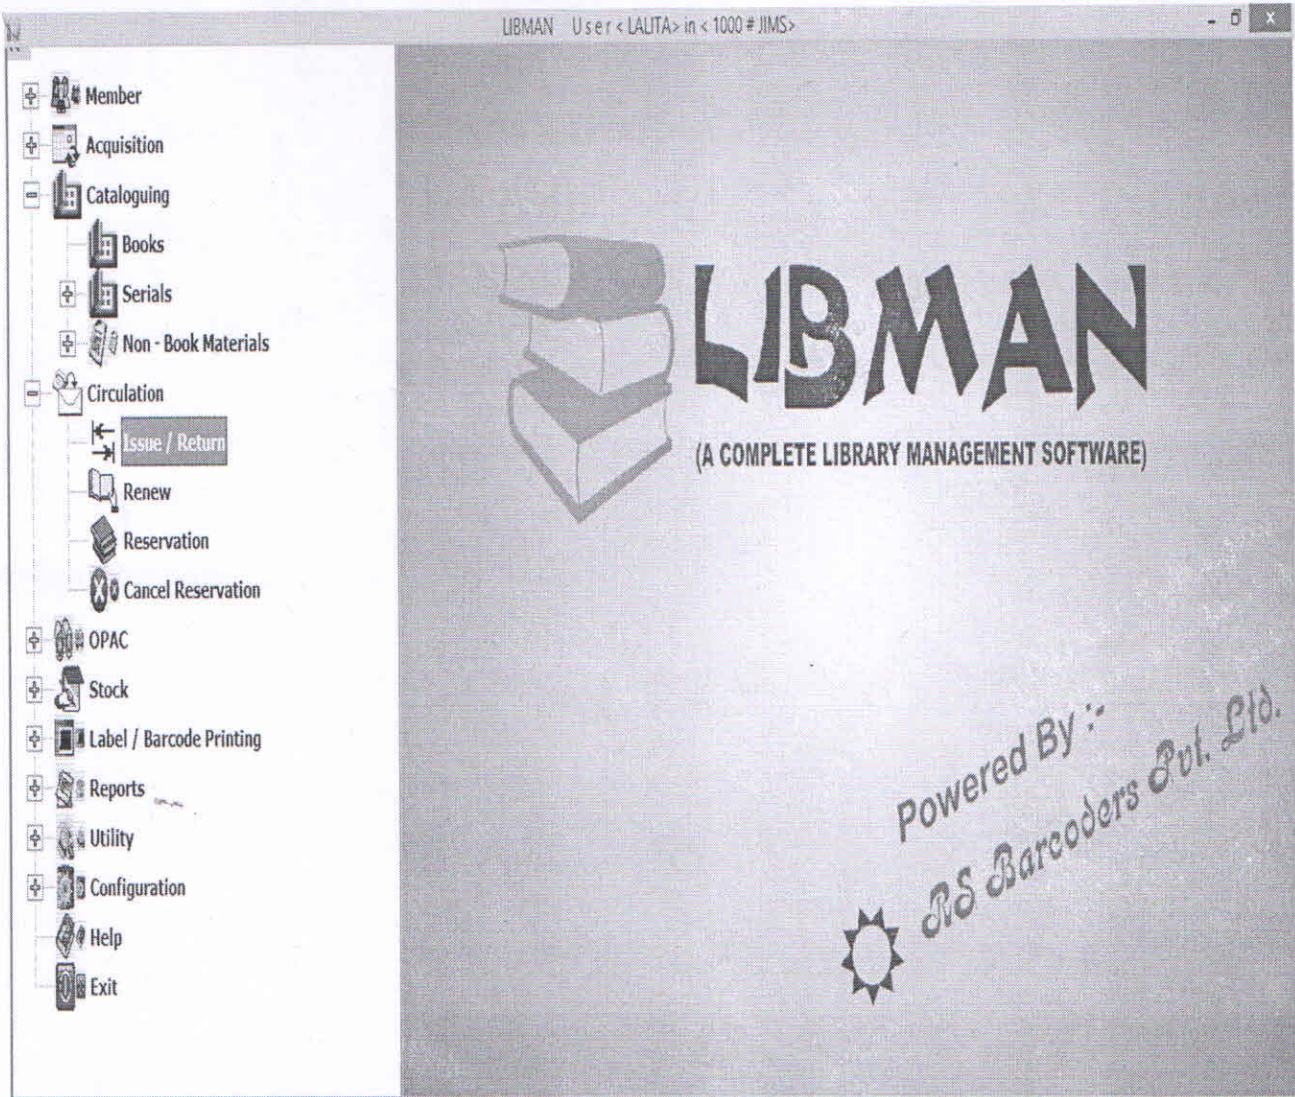 LIBMAN User < LALITA> in < 1000 # JIMS>
Member
Acquisition
Cataloguing
Books
Serials
Non - Book Materials
Circulation
Issue / Return
Renew
Reservation
Cancel Reservation
OPAC
Stock
Label / Barcode Printing
Reports
Utility
Configuration
Help
Exit
LIBMAN
(A COMPLETE LIBRARY MANAGEMENT SOFTWARE)
Powered By :-
RS Barcoders Pvt. Ltd.